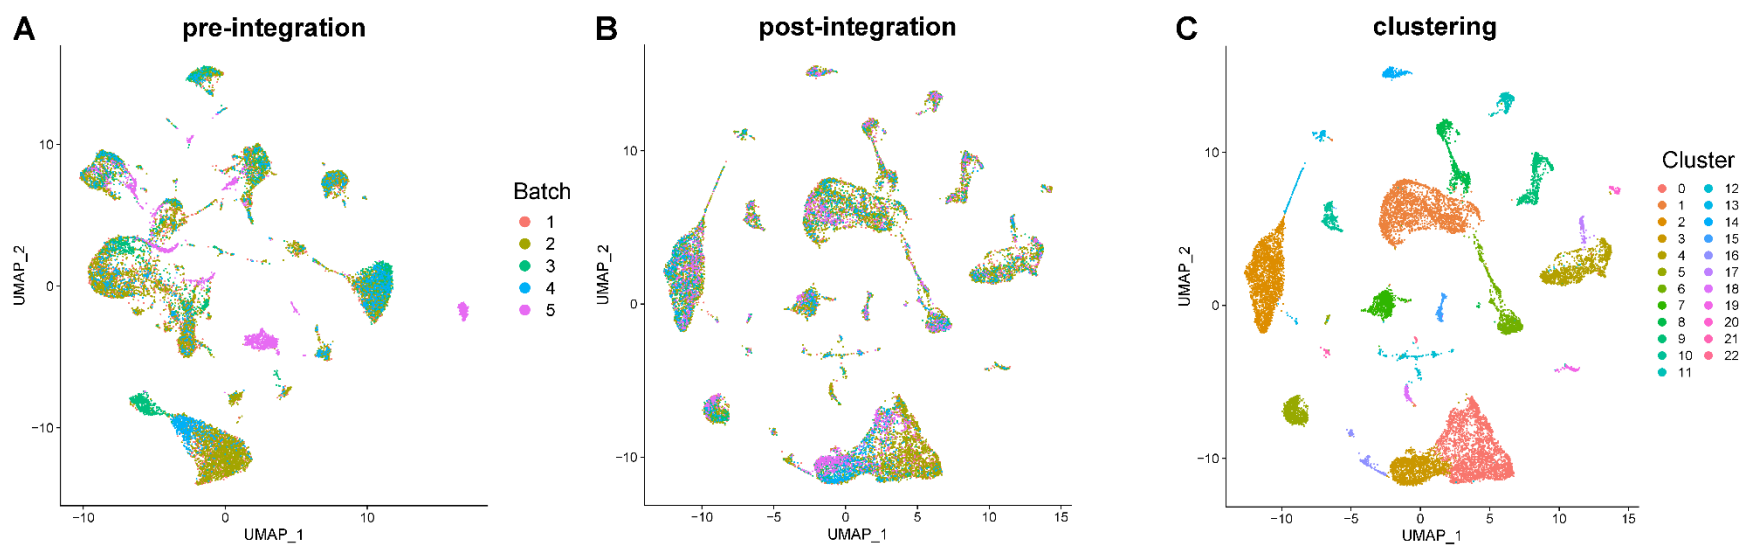 A pre-integration
10
0
−10
−10 0 10
UMAP_1
UMAP_2
Batch
1
2
3
4
5
B post-integration
10
0
−10
−10 −5 0 5 10 15
UMAP_1
UMAP_2
C clustering
10
0
−10
−10 −5 0 5 10 15
UMAP_1
UMAP_2
Cluster
0 12
1 13
2 14
3 15
4 16
5 17
6 18
7 19
8 20
9 21
10 22
11